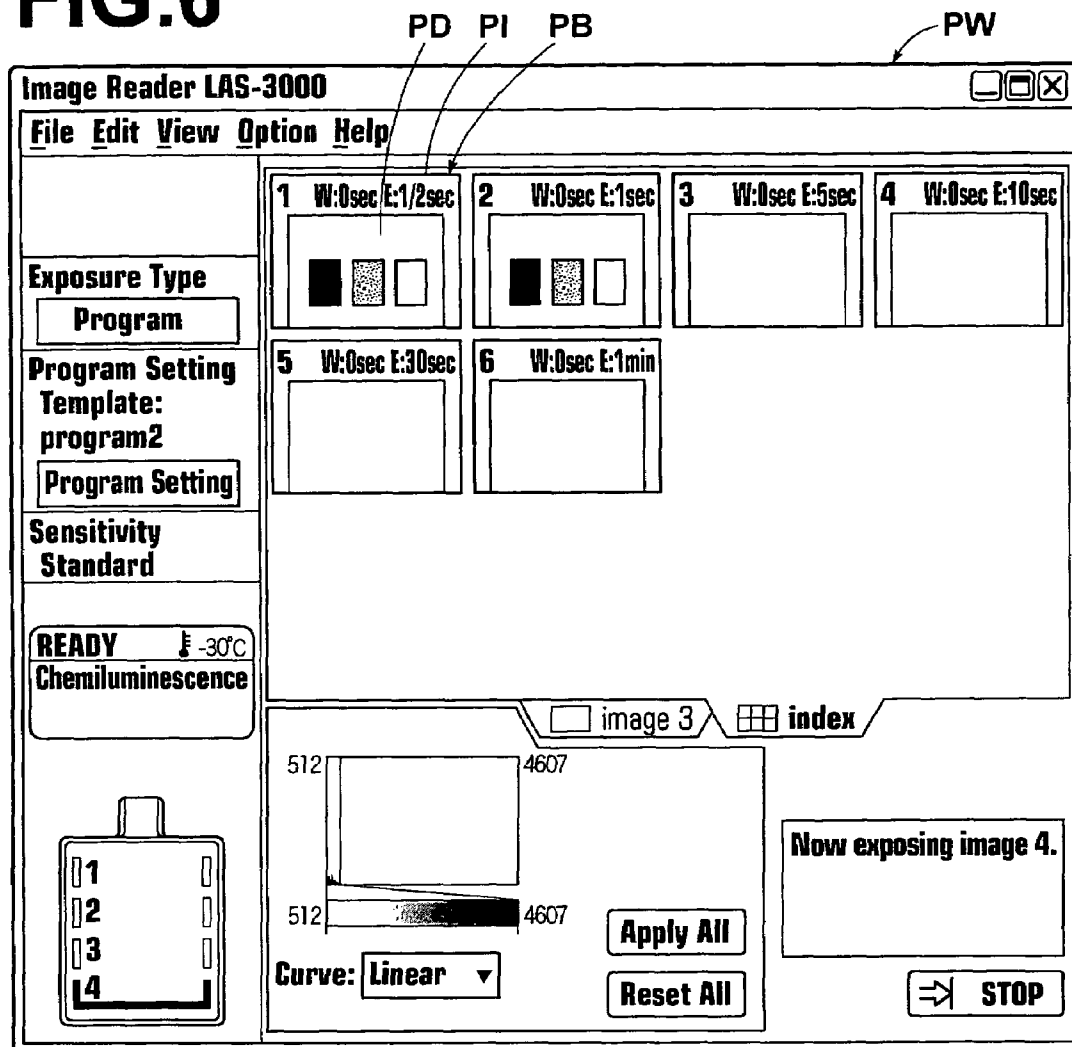 FIG.6
PD PI PB PW
Image Reader LAS-3000
File Edit View Option Help
1 W:0sec E:1/2sec
2 W:0sec E:1sec
3 W:0sec E:5sec
4 W:0sec E:10sec
5 W:0sec E:30sec
6 W:0sec E:1min
Exposure Type
Program
Program Setting
Template:
program2
Program Setting
Sensitivity
Standard
READY -30°C
Chemiluminescence
1
2
3
4
image 3
index
512 4607
512 4607
Curve: Linear ▼
Apply All
Reset All
Now exposing image 4.
STOP